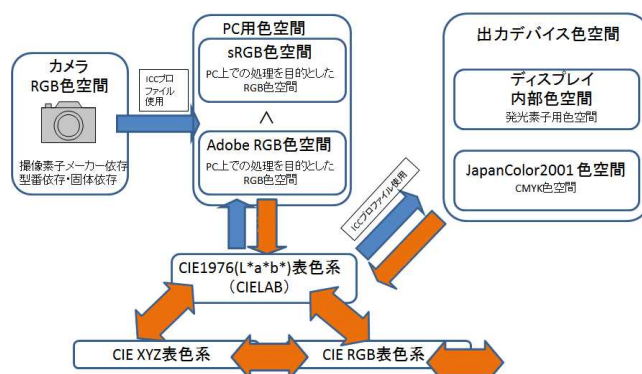 カメラ
RGB色空間
撮像素子メーカー依存
型番依存・固体依存
ICCプロ
ファイル
使用
PC用色空間
sRGB色空間
PC上での処理を目的とした
RGB色空間
<
Adobe RGB色空間
PC上での処理を目的とした
RGB色空間
出力デバイス色空間
ディスプレイ
内部色空間
発光素子用色空間
JapanColor2001 色空間
CMYK色空間
ICCプロファイル使用
CIE1976(L*a*b*)表色系
（CIELAB）
CIE XYZ表色系
CIE RGB表色系